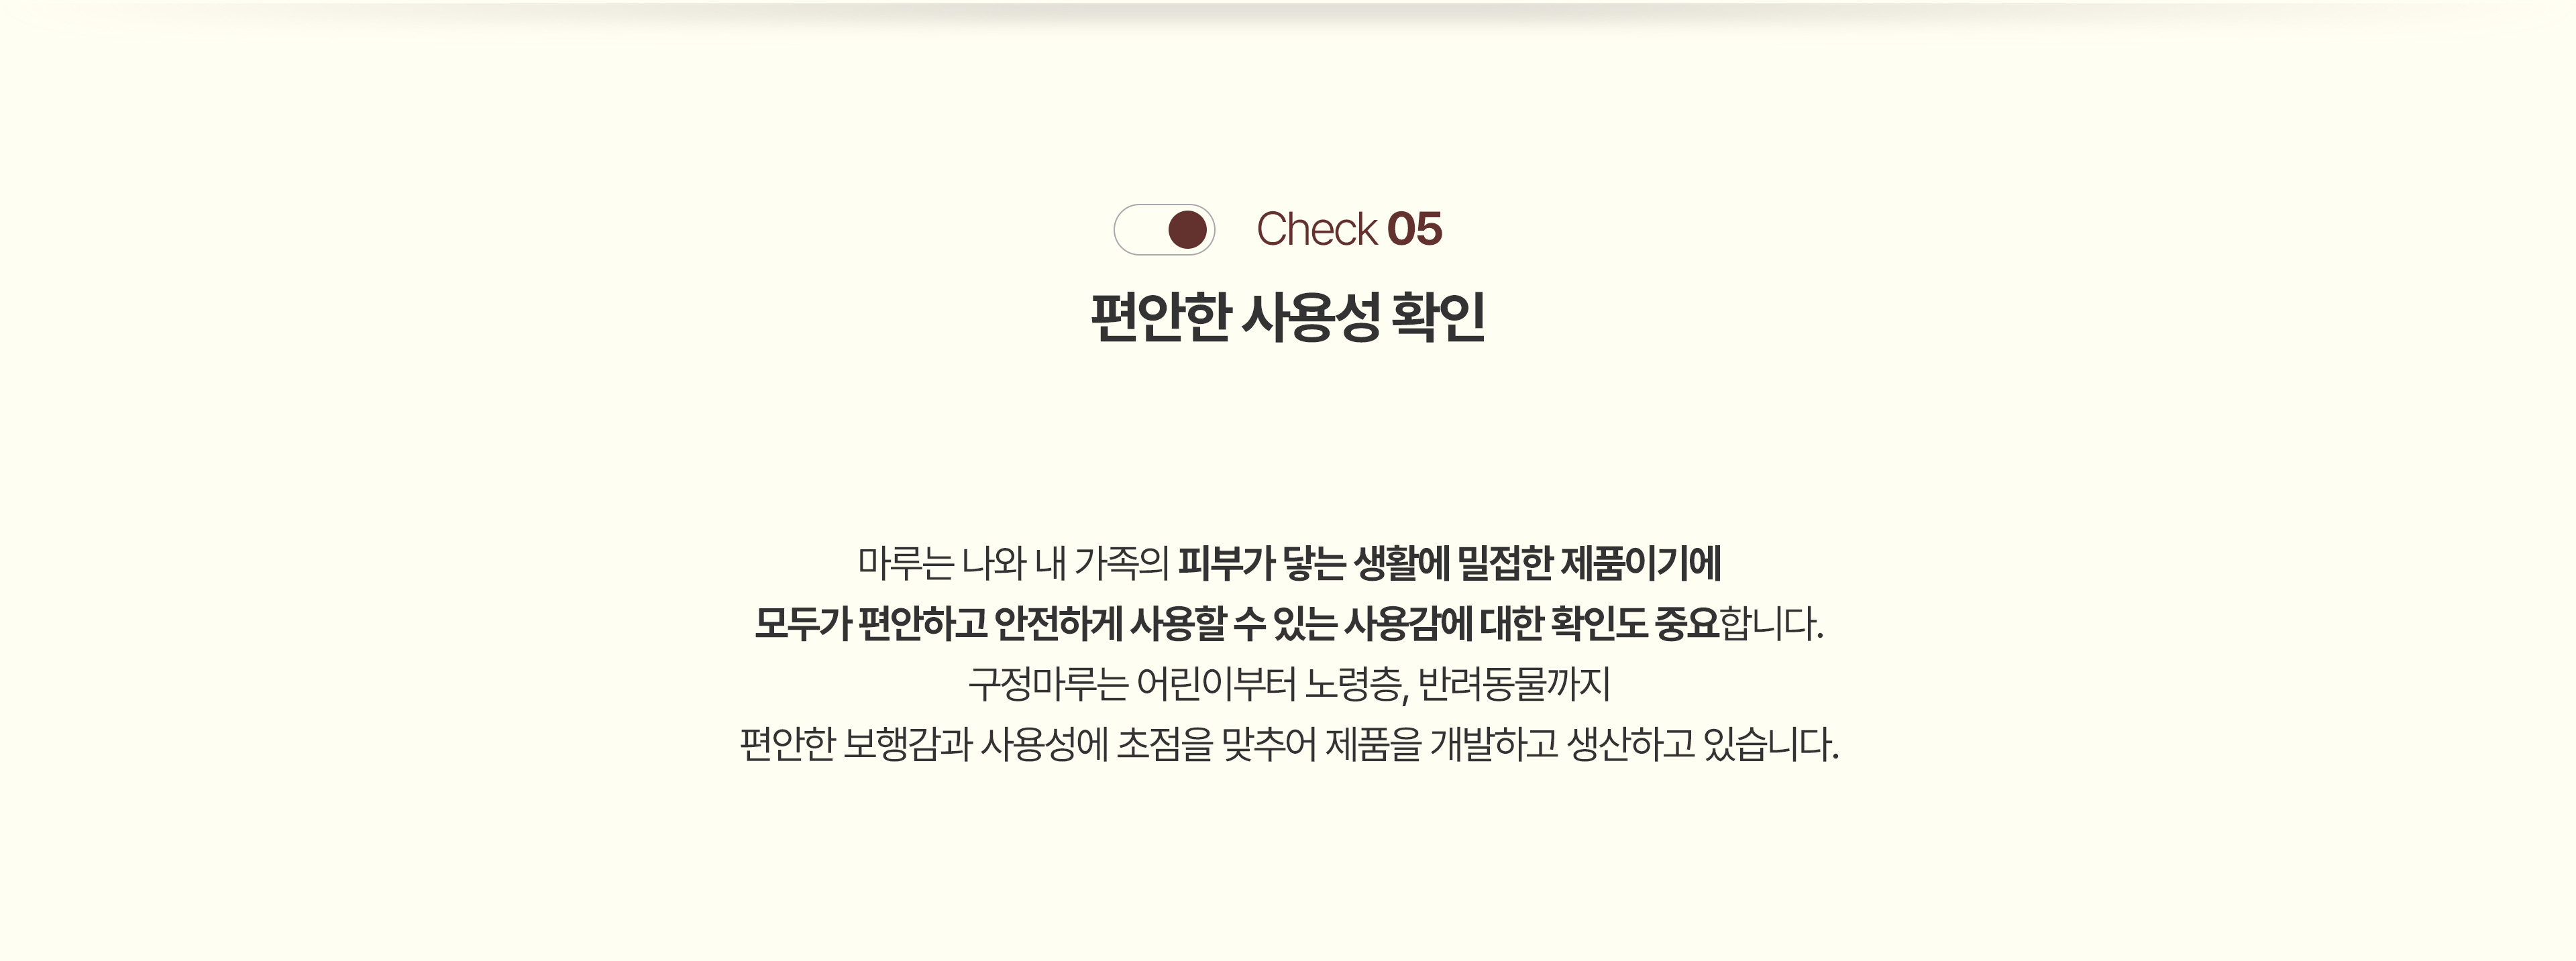 Check 05
편안한 사용성 확인
마루는 나와 내 가족의 피부가 닿는 생활에 밀접한 제품이기에
모두가 편안하고 안전하게 사용할 수 있는 사용감에 대한 확인도 중요합니다.
구정마루는 어린이부터 노령층, 반려동물까지
편안한 보행감과 사용성에 초점을 맞추어 제품을 개발하고 생산하고 있습니다.